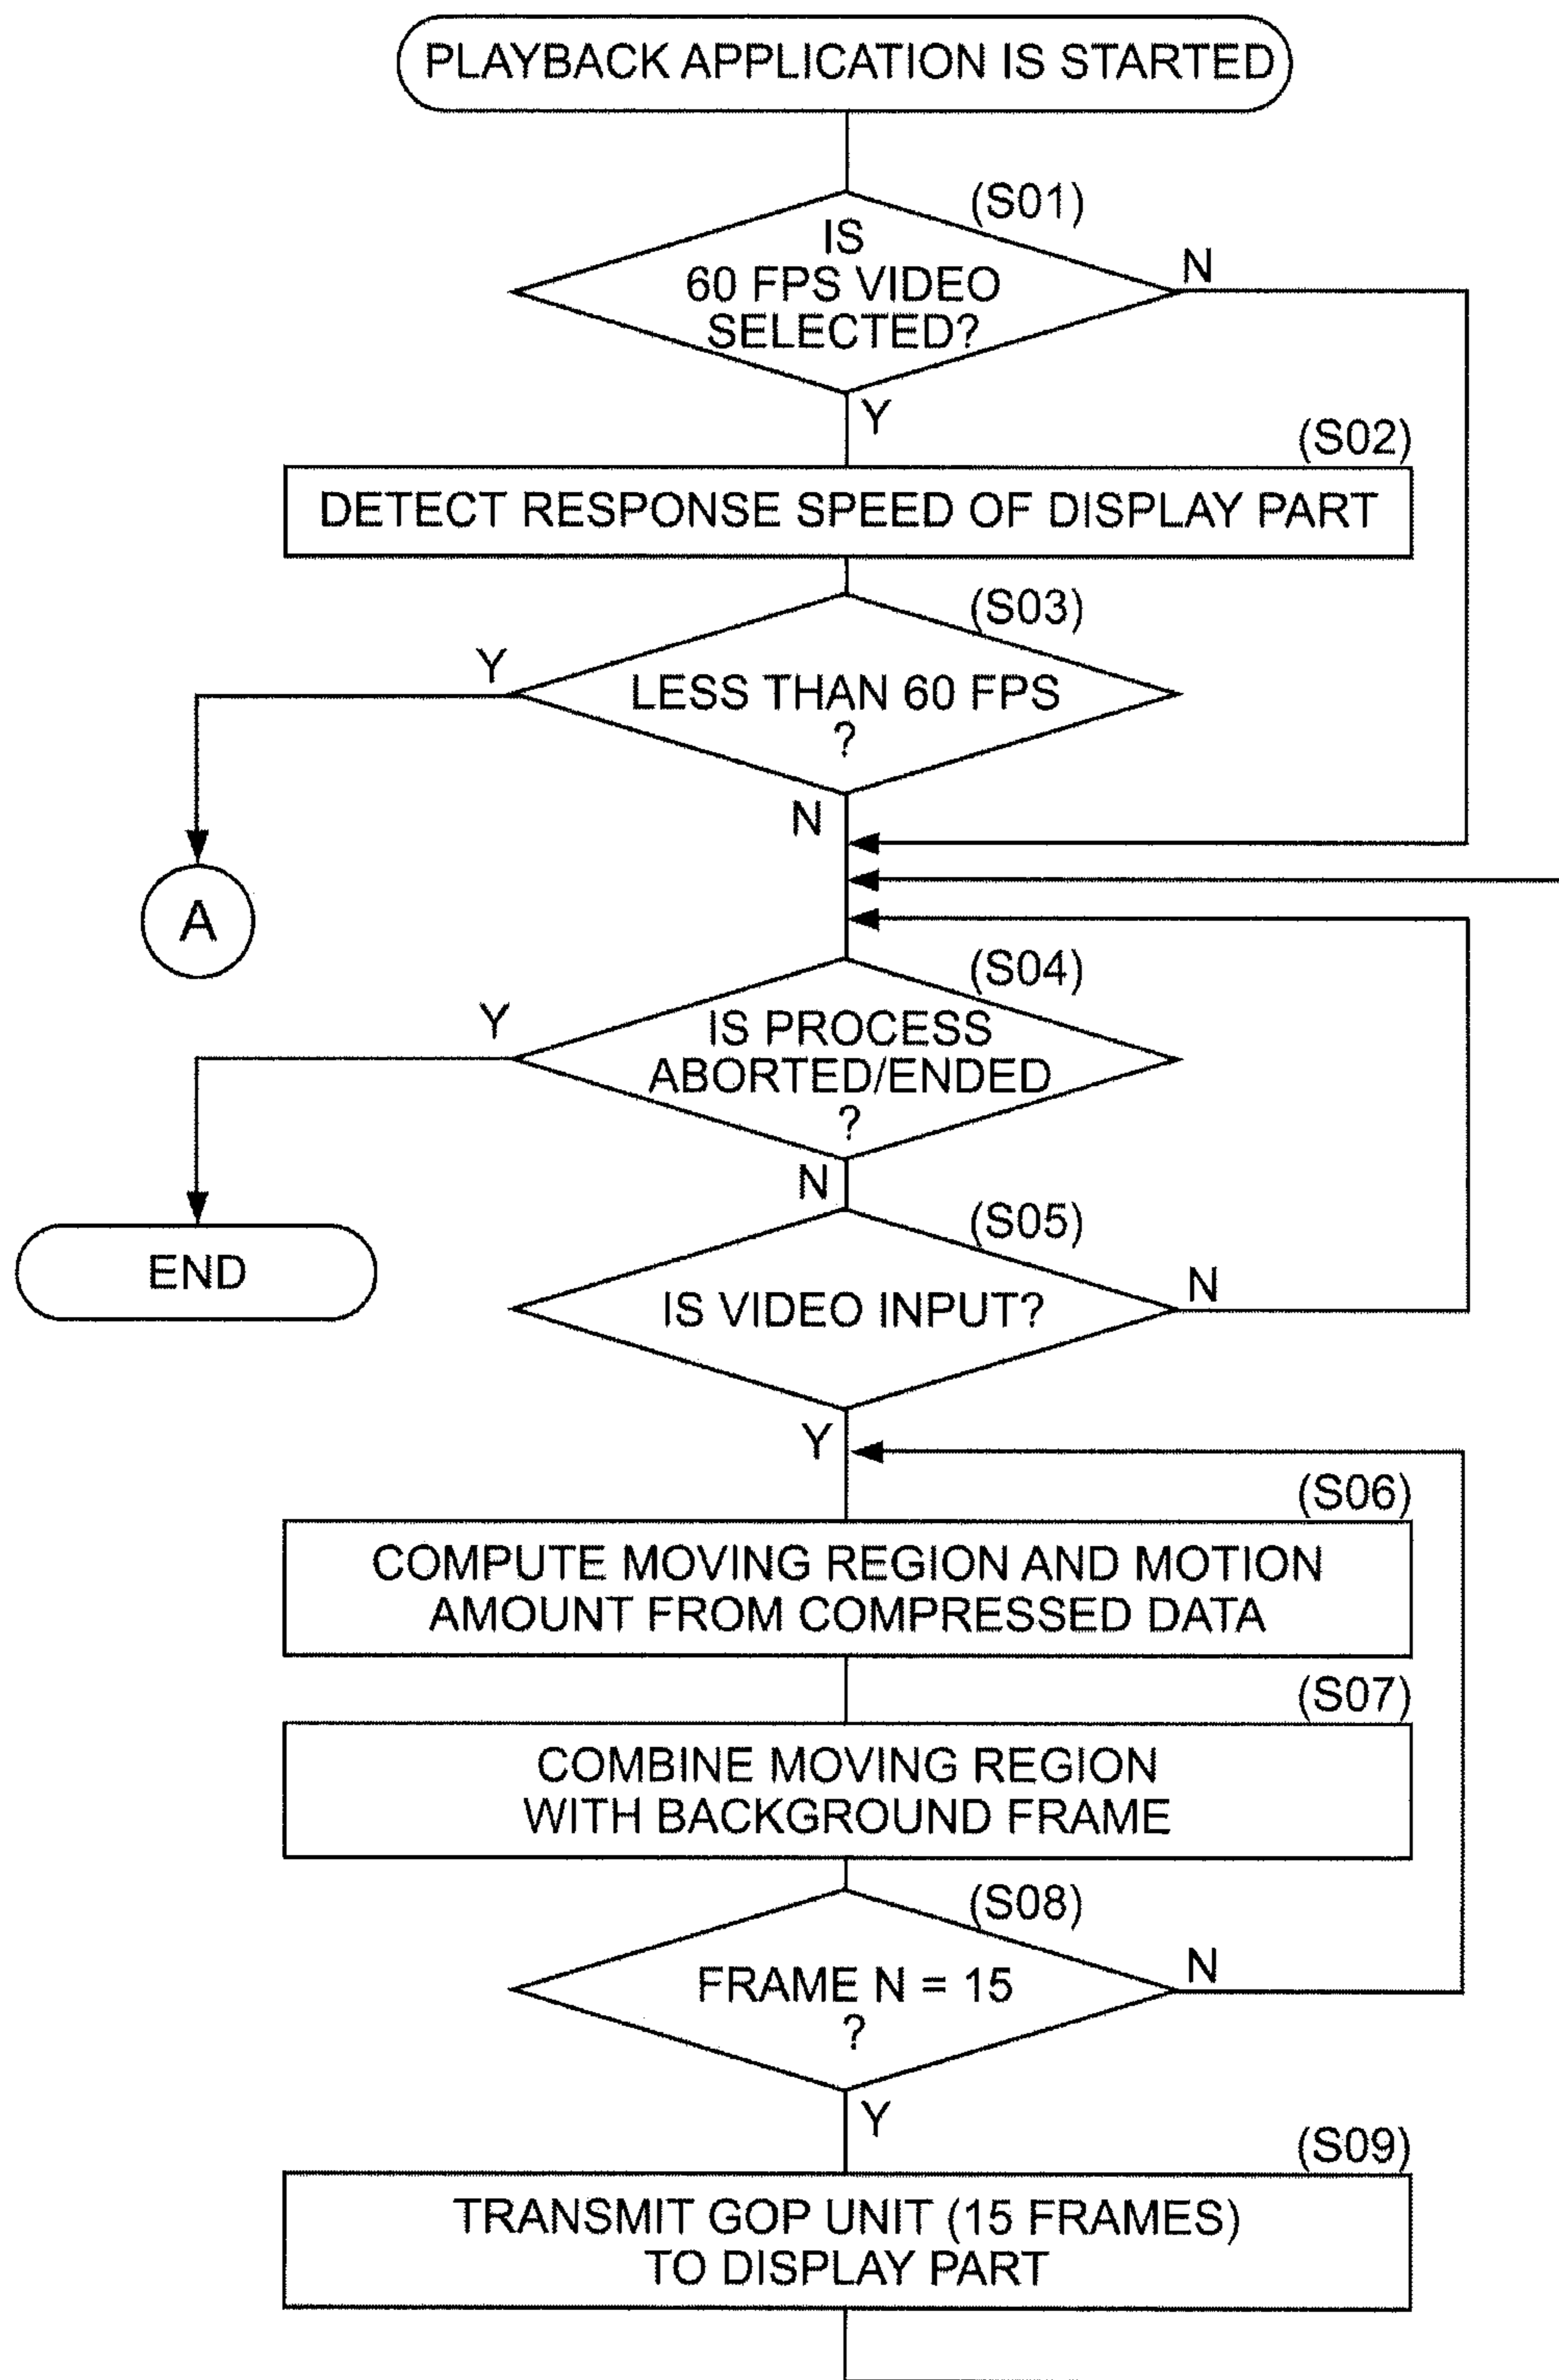 PLAYBACK APPLICATION IS STARTED
(S01)
IS
60 FPS VIDEO
SELECTED?
N
Y
(S02)
DETECT RESPONSE SPEED OF DISPLAY PART
(S03)
Y
LESS THAN 60 FPS
?
N
A
(S04)
Y
IS PROCESS
ABORTED/ENDED
?
N
(S05)
END
IS VIDEO INPUT?
N
Y
(S06)
COMPUTE MOVING REGION AND MOTION
AMOUNT FROM COMPRESSED DATA
(S07)
COMBINE MOVING REGION
WITH BACKGROUND FRAME
(S08)
FRAME N = 15
?
N
Y
(S09)
TRANSMIT GOP UNIT (15 FRAMES)
TO DISPLAY PART